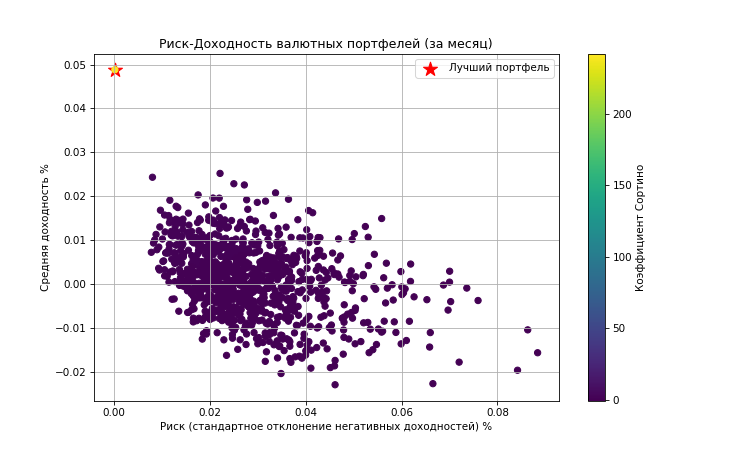 Риск-Доходность валютных портфелей (за месяц)
Лучший портфель
0.05
0.04
0.03
0.02
0.01
0.00
−0.01
−0.02
Средняя доходность %
0.00 0.02 0.04 0.06 0.08
Риск (стандартное отклонение негативных доходностей) %
200
150
100
50
0
Коэффициент Сортино